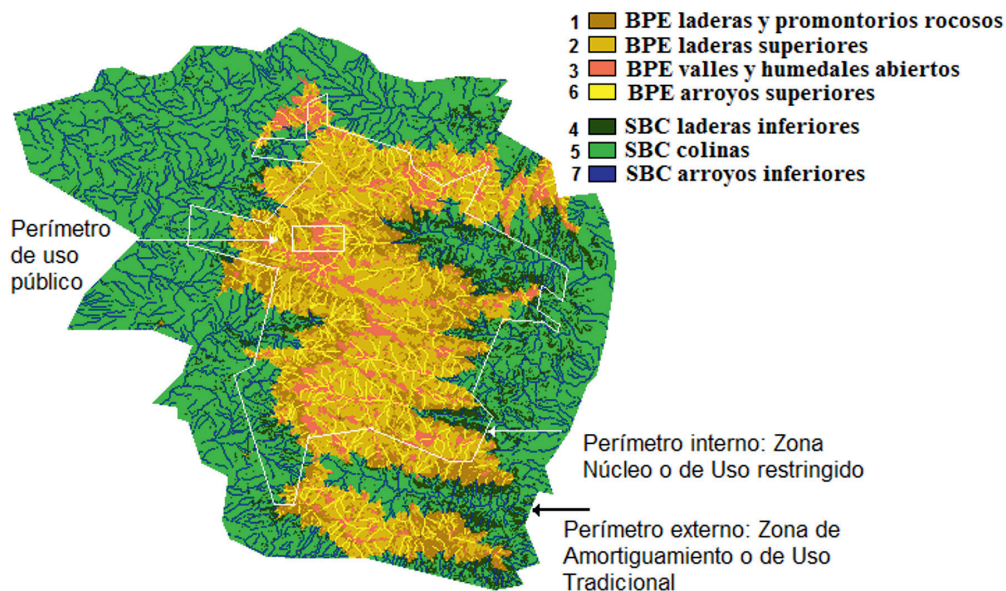 1 BPE laderas y promontorios rocosos
2 BPE laderas superiores
3 BPE valles y humedales abiertos
6 BPE arroyos superiores
4 SBC laderas inferiores
5 SBC colinas
7 SBC arroyos inferiores
Perímetro
de uso
público
Perímetro interno: Zona
Núcleo o de Uso restringido
Perímetro externo: Zona de
Amortiguamiento o de Uso
Tradicional